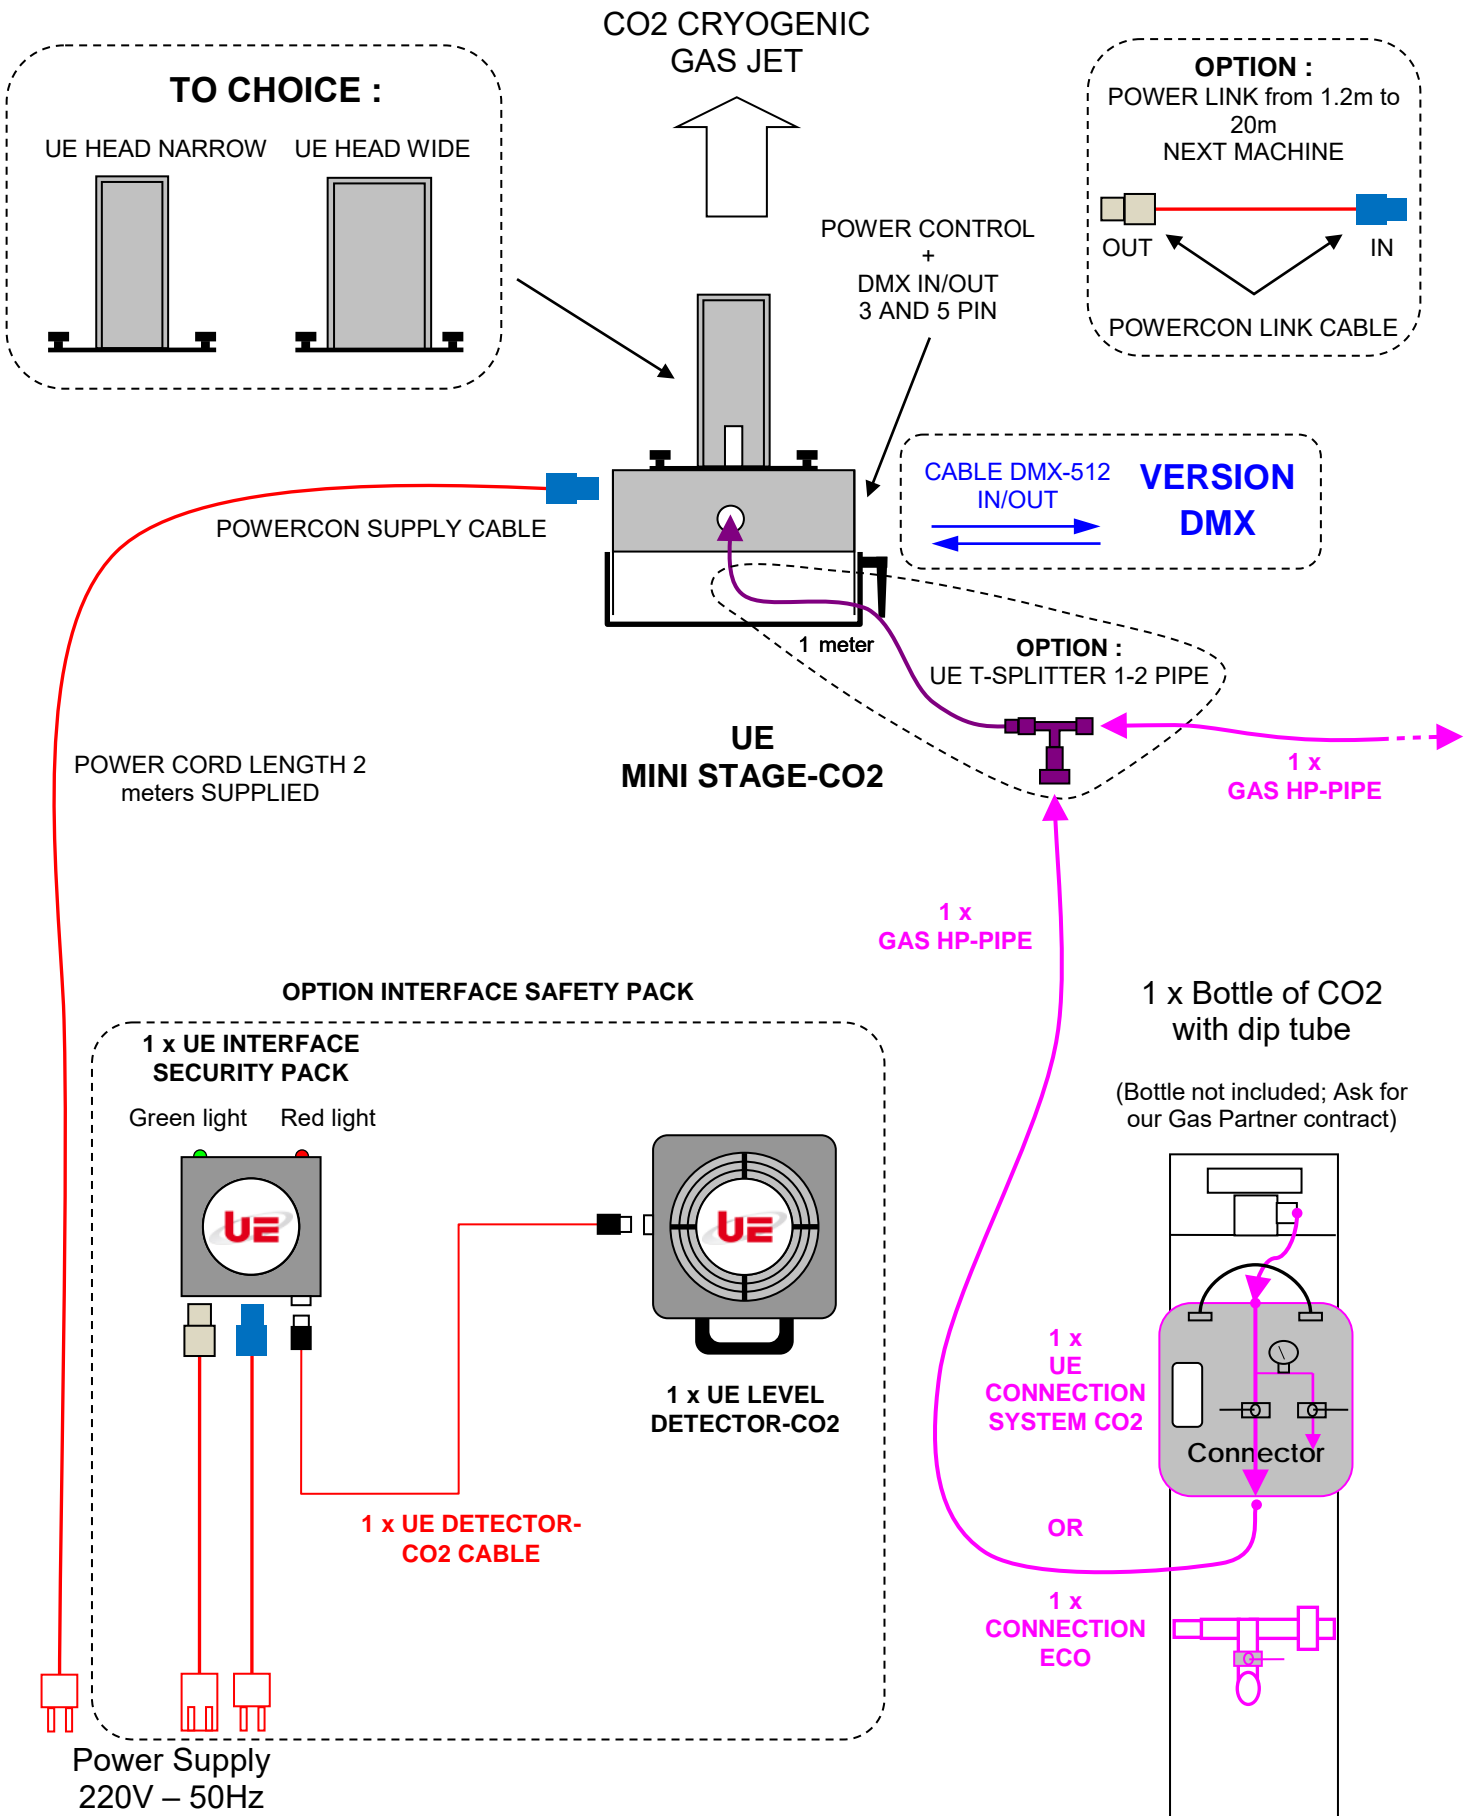 CO2 CRYOGENIC
GAS JET
TO CHOICE :
UE HEAD NARROW
UE HEAD WIDE
OPTION :
POWER LINK from 1.2m to
20m
NEXT MACHINE
OUT
IN
POWERCON LINK CABLE
POWER CONTROL
+
DMX IN/OUT
3 AND 5 PIN
CABLE DMX-512
IN/OUT
VERSION
DMX
POWERCON SUPPLY CABLE
1 meter
OPTION :
UE T-SPLITTER 1-2 PIPE
UE
MINI STAGE-CO2
POWER CORD LENGTH 2
meters SUPPLIED
1 x
GAS HP-PIPE
1 x
GAS HP-PIPE
OPTION INTERFACE SAFETY PACK
1 x UE INTERFACE
SECURITY PACK
Green light
Red light
UE
UE
1 x UE LEVEL
DETECTOR-CO2
1 x UE DETECTOR-
CO2 CABLE
1 x Bottle of CO2
with dip tube
(Bottle not included; Ask for
our Gas Partner contract)
1 x
UE
CONNECTION
SYSTEM CO2
Connector
OR
1 x
CONNECTION
ECO
Power Supply
220V – 50Hz